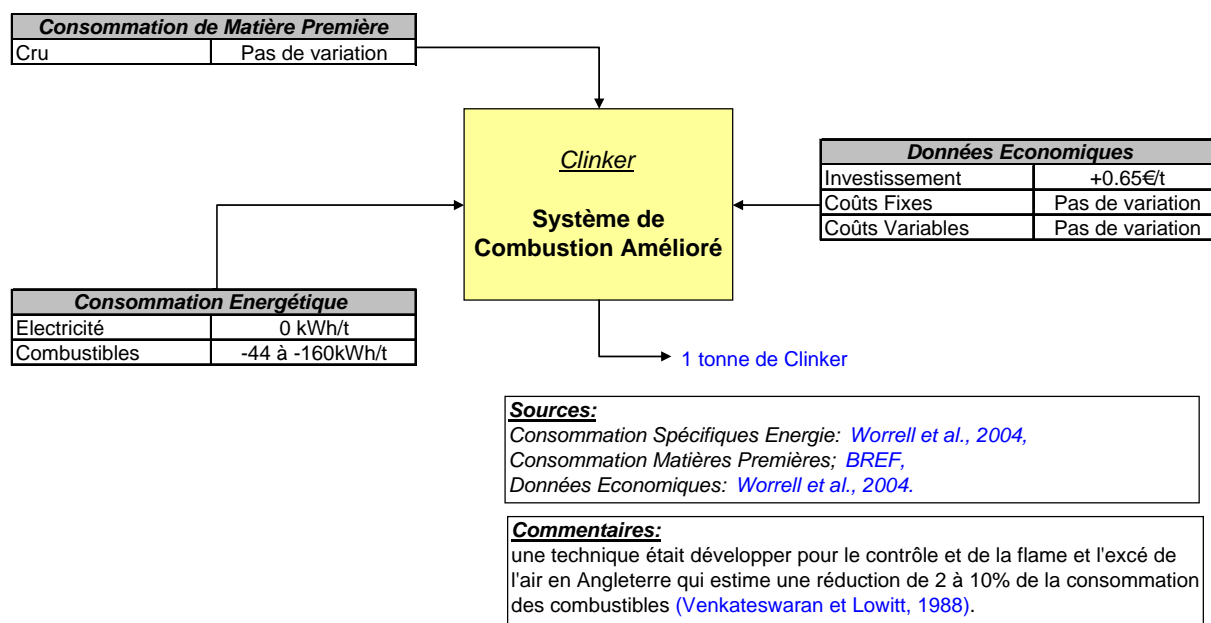 Consommation de Matière Première
Cru Pas de variation
Clinker
Système de
Combustion Amélioré
Données Economiques
Investissement +0.65€/t
Coûts Fixes Pas de variation
Coûts Variables Pas de variation
Consommation Energétique
Electricité 0 kWh/t
Combustibles -44 à -160kWh/t
1 tonne de Clinker
Sources:
Consommation Spécifiques Energie: Worrell et al., 2004,
Consommation Matières Premières; BREF,
Données Economiques: Worrell et al., 2004.
Commentaires:
une technique était développer pour le contrôle et de la flame et l'excé de
l'air en Angleterre qui estime une réduction de 2 à 10% de la consommation
des combustibles (Venkateswaran et Lowitt, 1988).